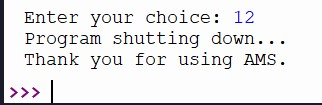 Enter your choice: 12
Program shutting down...
Thank you for using AMS.
>>>